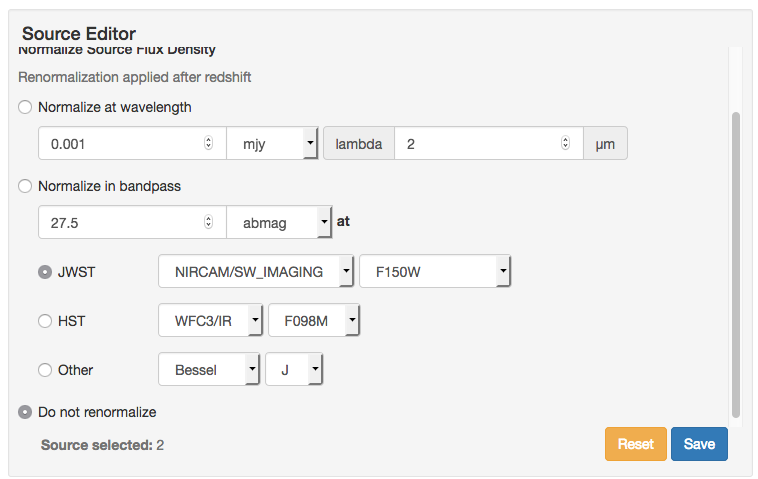 Source Editor
Normalize Source Flux Density
Renormalization applied after redshift
Normalize at wavelength
0.001 mjy lambda 2 µm
Normalize in bandpass
27.5 abmag at
JWST NIRCAM/SW_IMAGING F150W
HST WFC3/IR F098M
Other Bessel J
Do not renormalize
Source selected: 2 Reset Save